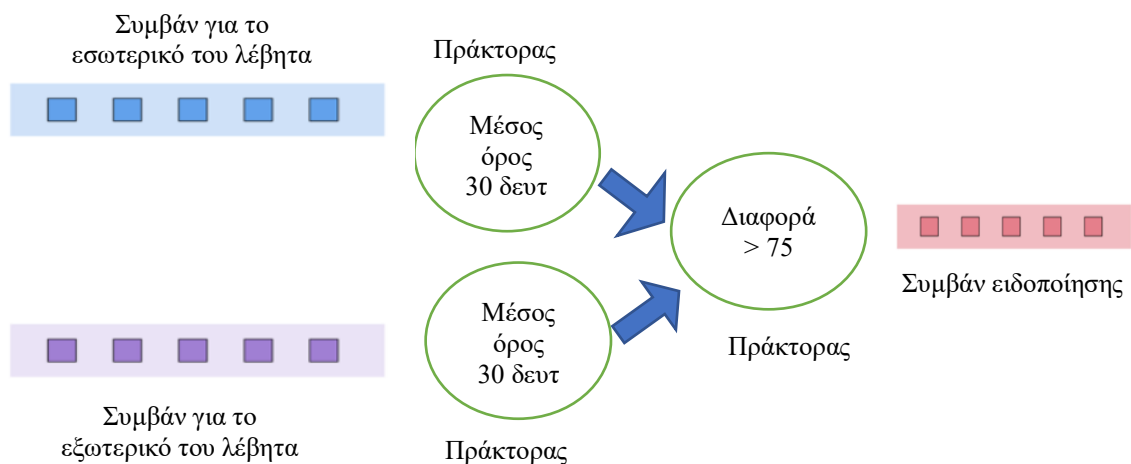 Συμβάν για το
εσωτερικό του λέβητα
Πράκτορας
Μέσος
όρος
30 δευτ
Διαφορά
> 75
Συμβάν ειδοποίησης
Μέσος
όρος
30 δευτ
Πράκτορας
Συμβάν για το
εξωτερικό του λέβητα
Πράκτορας